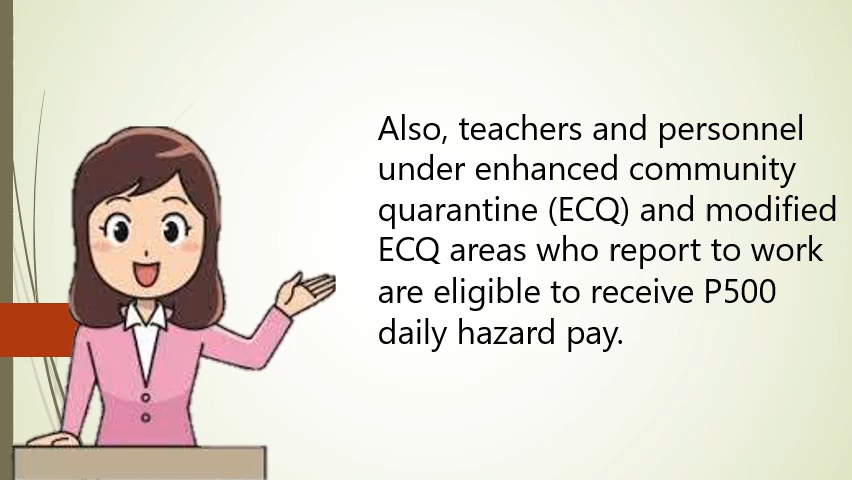 Also, teachers and personnel
under enhanced community
quarantine (ECQ) and modified
ECQ areas who report to work
are eligible to receive P500
daily hazard pay.